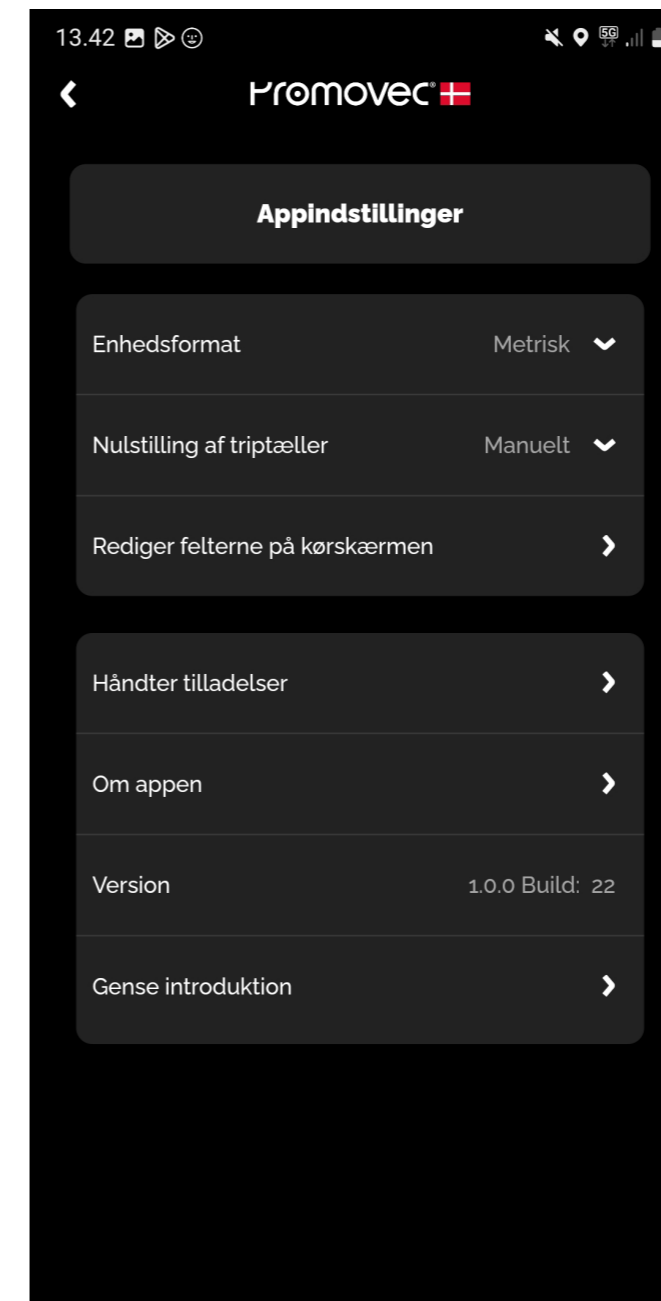 13.42 5G
Promovec
Appindstillinger
Enhedsformat Metrisk
Nulstilling af triptæller Manuelt
Rediger felterne på kørskærmen
Håndter tilladelser
Om appen
Version 1.0.0 Build: 22
Gense introduktion